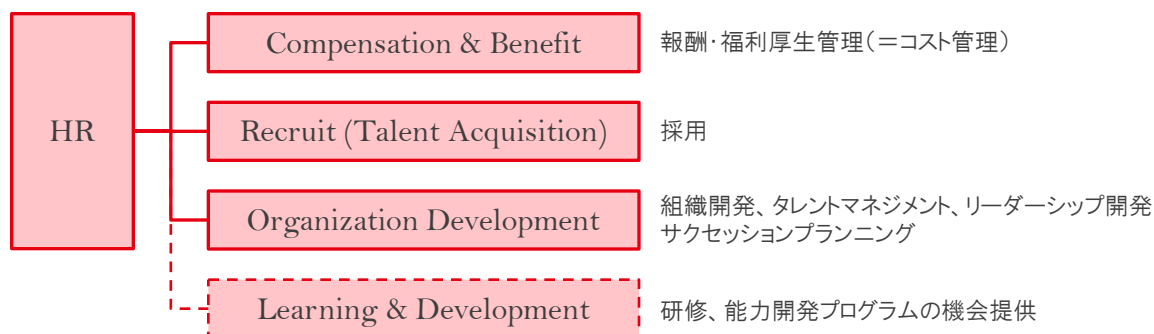 Compensation & Benefit
報酬・福利厚生管理(=コスト管理)
HR
Recruit (Talent Acquisition)
採用
Organization Development
組織開発、タレントマネジメント、リーダーシップ開発
サクセッションプランニング
Learning & Development
研修、能力開発プログラムの機会提供